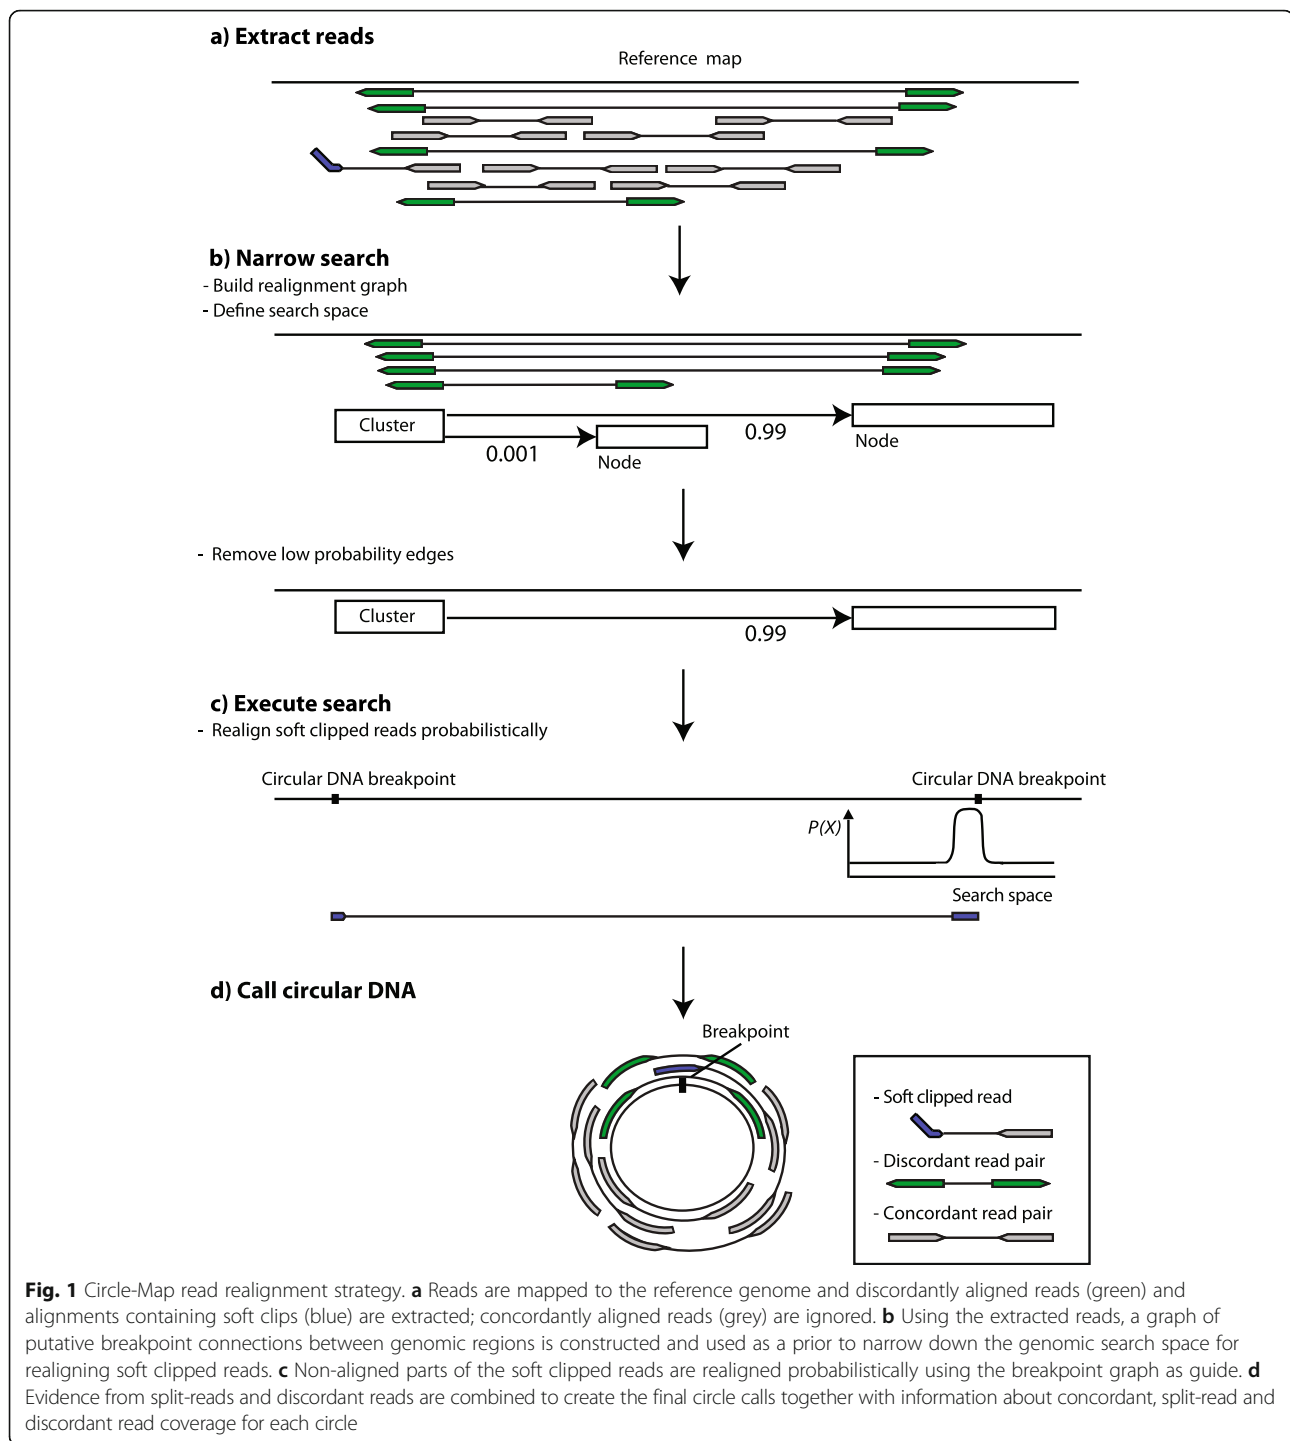 a) Extract reads
Reference map
b) Narrow search
- Build realignment graph
- Define search space
Cluster
0.001
Node
0.99
Node
- Remove low probability edges
Cluster
0.99
c) Execute search
- Realign soft clipped reads probabilistically
Circular DNA breakpoint
Circular DNA breakpoint
P(X)
Search space
d) Call circular DNA
Breakpoint
- Soft clipped read
- Discordant read pair
- Concordant read pair
Fig. 1 Circle-Map read realignment strategy. a Reads are mapped to the reference genome and discordantly aligned reads (green) and
alignments containing soft clips (blue) are extracted; concordantly aligned reads (grey) are ignored. b Using the extracted reads, a graph of
putative breakpoint connections between genomic regions is constructed and used as a prior to narrow down the genomic search space for
realigning soft clipped reads. c Non-aligned parts of the soft clipped reads are realigned probabilistically using the breakpoint graph as guide. d
Evidence from split-reads and discordant reads are combined to create the final circle calls together with information about concordant, split-read and
discordant read coverage for each circle